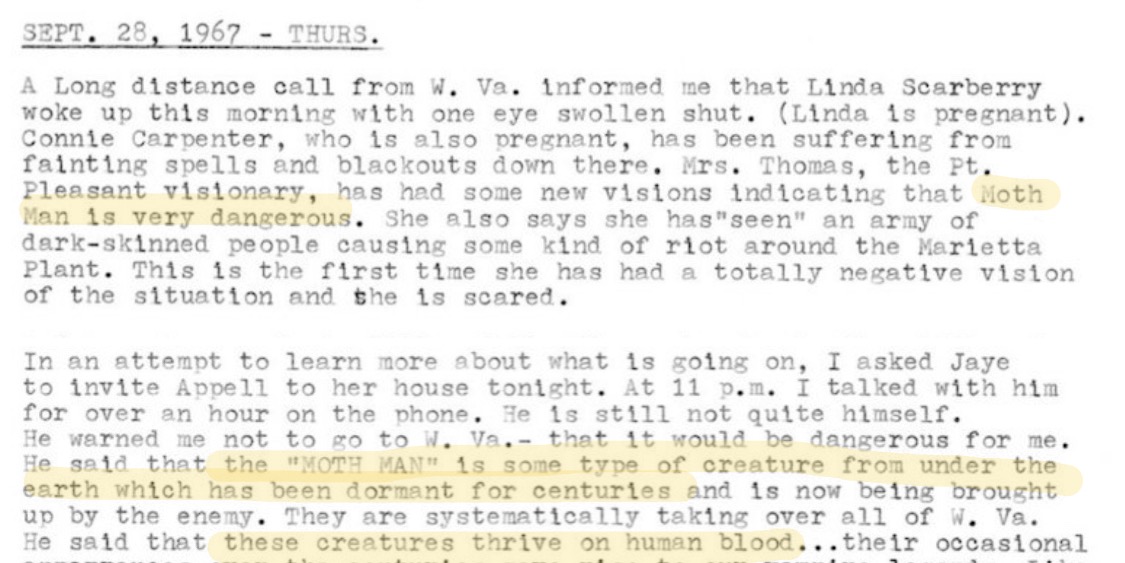 SEPT. 28, 1967 - THURS.
A Long distance call from W. Va. informed me that Linda Scarberry
woke up this morning with one eye swollen shut. (Linda is pregnant).
Connie Carpenter, who is also pregnant, has been suffering from
fainting spells and blackouts down there. Mrs. Thomas, the Pt.
Pleasant visionary, has had some new visions indicating that Moth
Man is very dangerous. She also says she has"seen" an army of
dark-skinned people causing some kind of riot around the Marietta
Plant. This is the first time she has had a totally negative vision
of the situation and she is scared.
In an attempt to learn more about what is going on, I asked Jaye
to invite Appell to her house tonight. At 11 p.m. I talked with him
for over an hour on the phone. He is still not quite himself.
He warned me not to go to W. Va.- that it would be dangerous for me.
He said that the "MOTH MAN" is some type of creature from under the
earth which has been dormant for centuries and is now being brought
up by the enemy. They are systematically taking over all of W. Va.
He said that these creatures thrive on human blood...their occasional